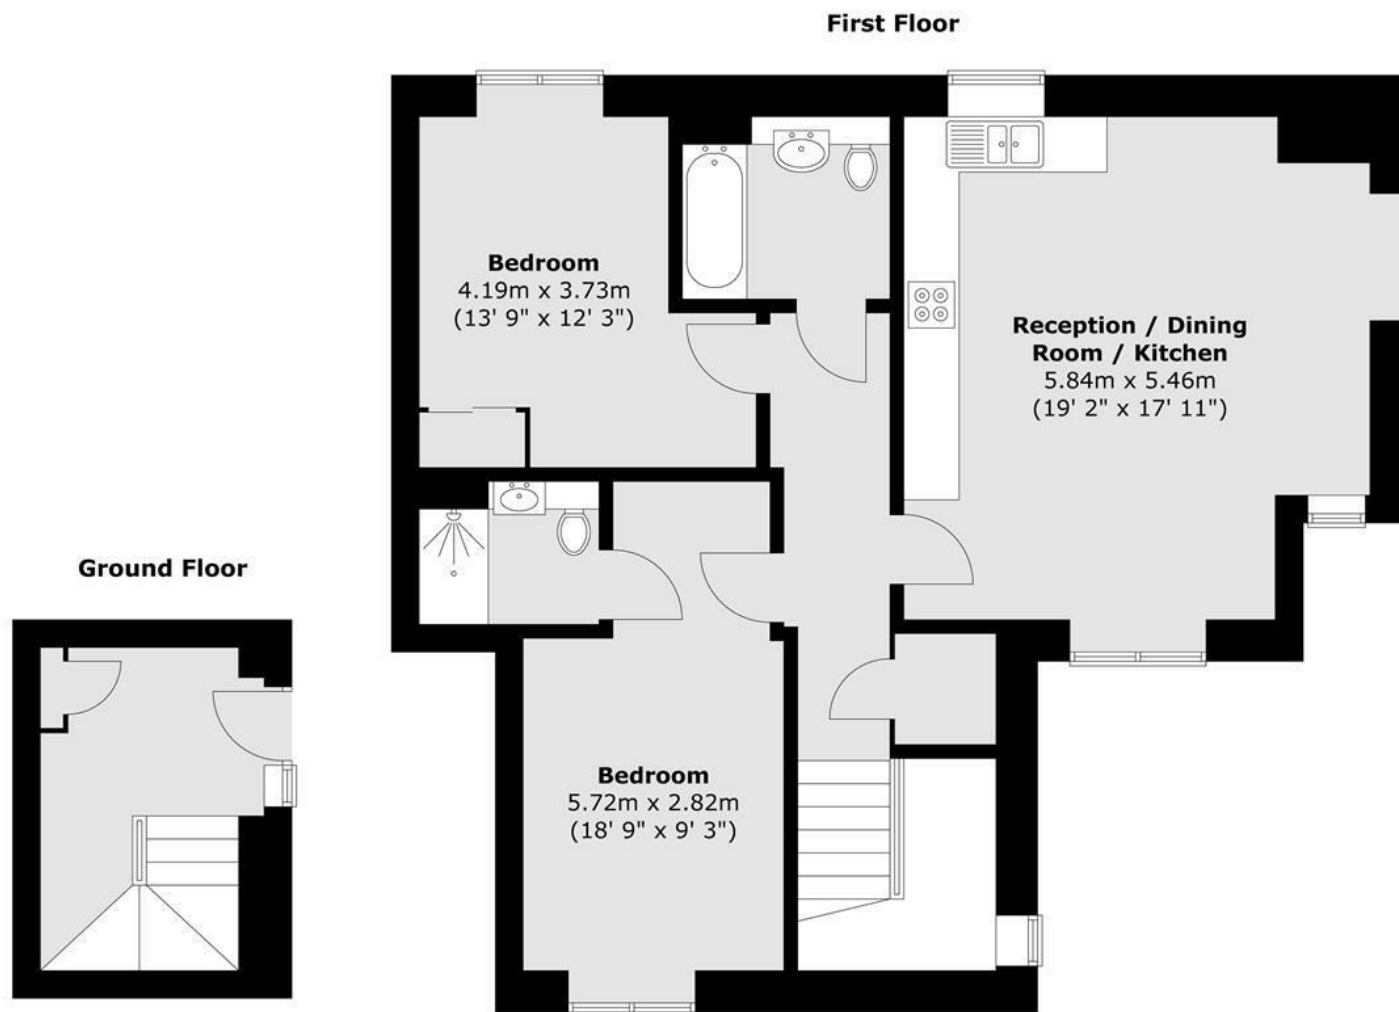 First Floor
Bedroom
4.19m x 3.73m
(13' 9" x 12' 3")
Reception / Dining
Room / Kitchen
5.84m x 5.46m
(19' 2" x 17' 11")
Ground Floor
Bedroom
5.72m x 2.82m
(18' 9" x 9' 3")